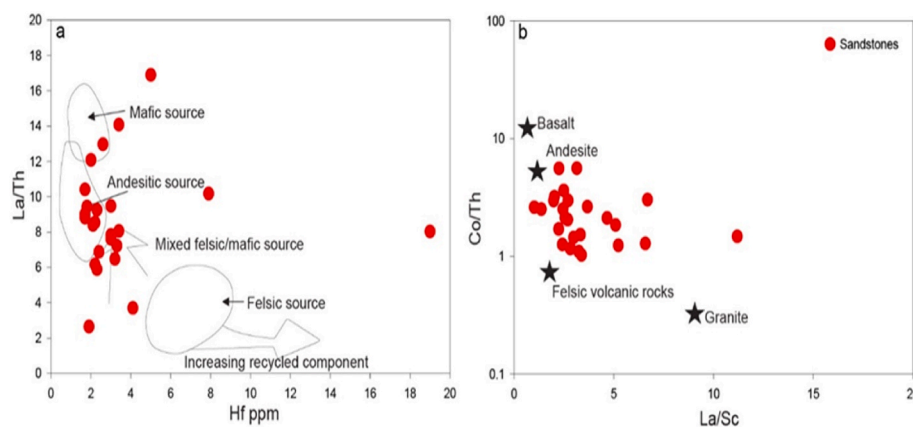 a
20
18
16
14
12
10
8
6
4
2
0
La/Th
Mafic source
Andesitic source
Mixed felsic/mafic source
Felsic source
Increasing recycled component
0 2 4 6 8 10 12 14 16 18 20
Hf ppm
b
100
10
1
0.1
Co/Th
Sandstones
Basalt
Andesite
Felsic volcanic rocks
Granite
0 5 10 15 20
La/Sc